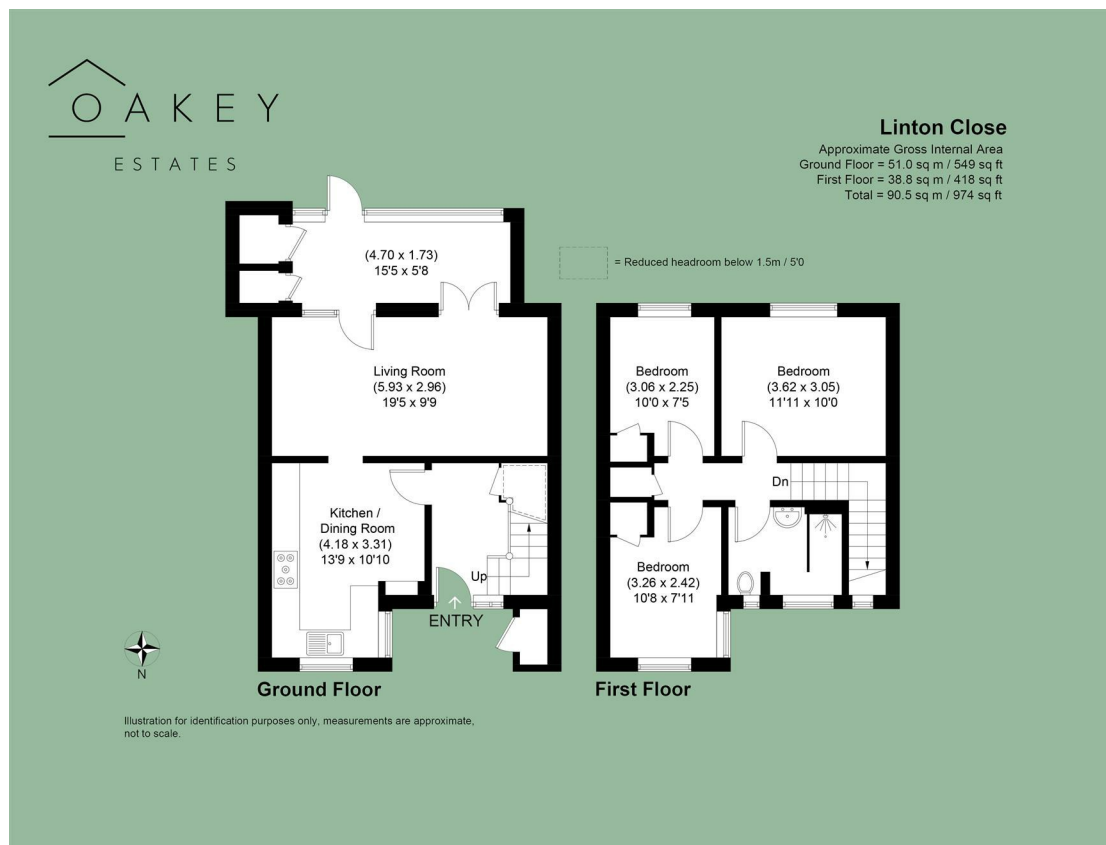 OAKEY
ESTATES
Linton Close
Approximate Gross Internal Area
Ground Floor = 51.0 sq m / 549 sq ft
First Floor = 38.8 sq m / 418 sq ft
Total = 90.5 sq m / 974 sq ft
= Reduced headroom below 1.5m / 5'0
(4.70 x 1.73)
15'5 x 5'8
Living Room
(5.93 x 2.96)
19'5 x 9'9
Kitchen /
Dining Room
(4.18 x 3.31)
13'9 x 10'10
Up
ENTRY
Ground Floor
Bedroom
(3.06 x 2.25)
10'0 x 7'5
Bedroom
(3.62 x 3.05)
11'11 x 10'0
Dn
Bedroom
(3.26 x 2.42)
10'8 x 7'11
First Floor
N
Illustration for identification purposes only, measurements are approximate,
not to scale.